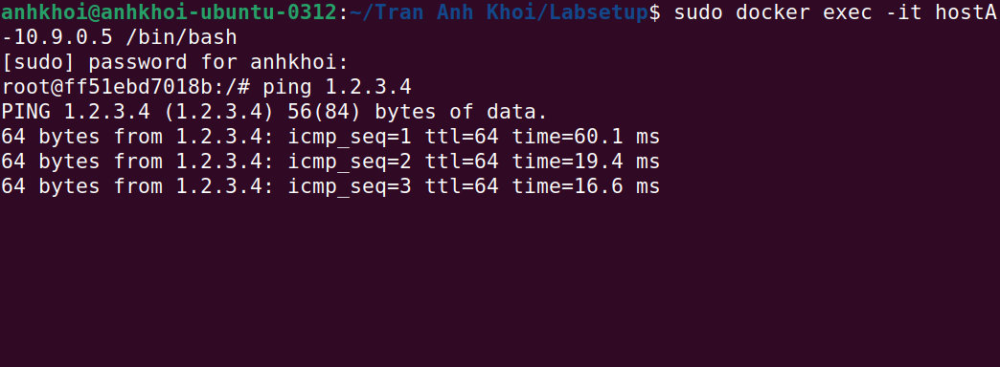 anhkhoi@anhkhoi-ubuntu-0312:~/Tran Anh Khoi/Labsetup$ sudo docker exec -it hostA
-10.9.0.5 /bin/bash
[sudo] password for anhkhoi:
root@ff51ebd7018b:/# ping 1.2.3.4
PING 1.2.3.4 (1.2.3.4) 56(84) bytes of data.
64 bytes from 1.2.3.4: icmp_seq=1 ttl=64 time=60.1 ms
64 bytes from 1.2.3.4: icmp_seq=2 ttl=64 time=19.4 ms
64 bytes from 1.2.3.4: icmp_seq=3 ttl=64 time=16.6 ms